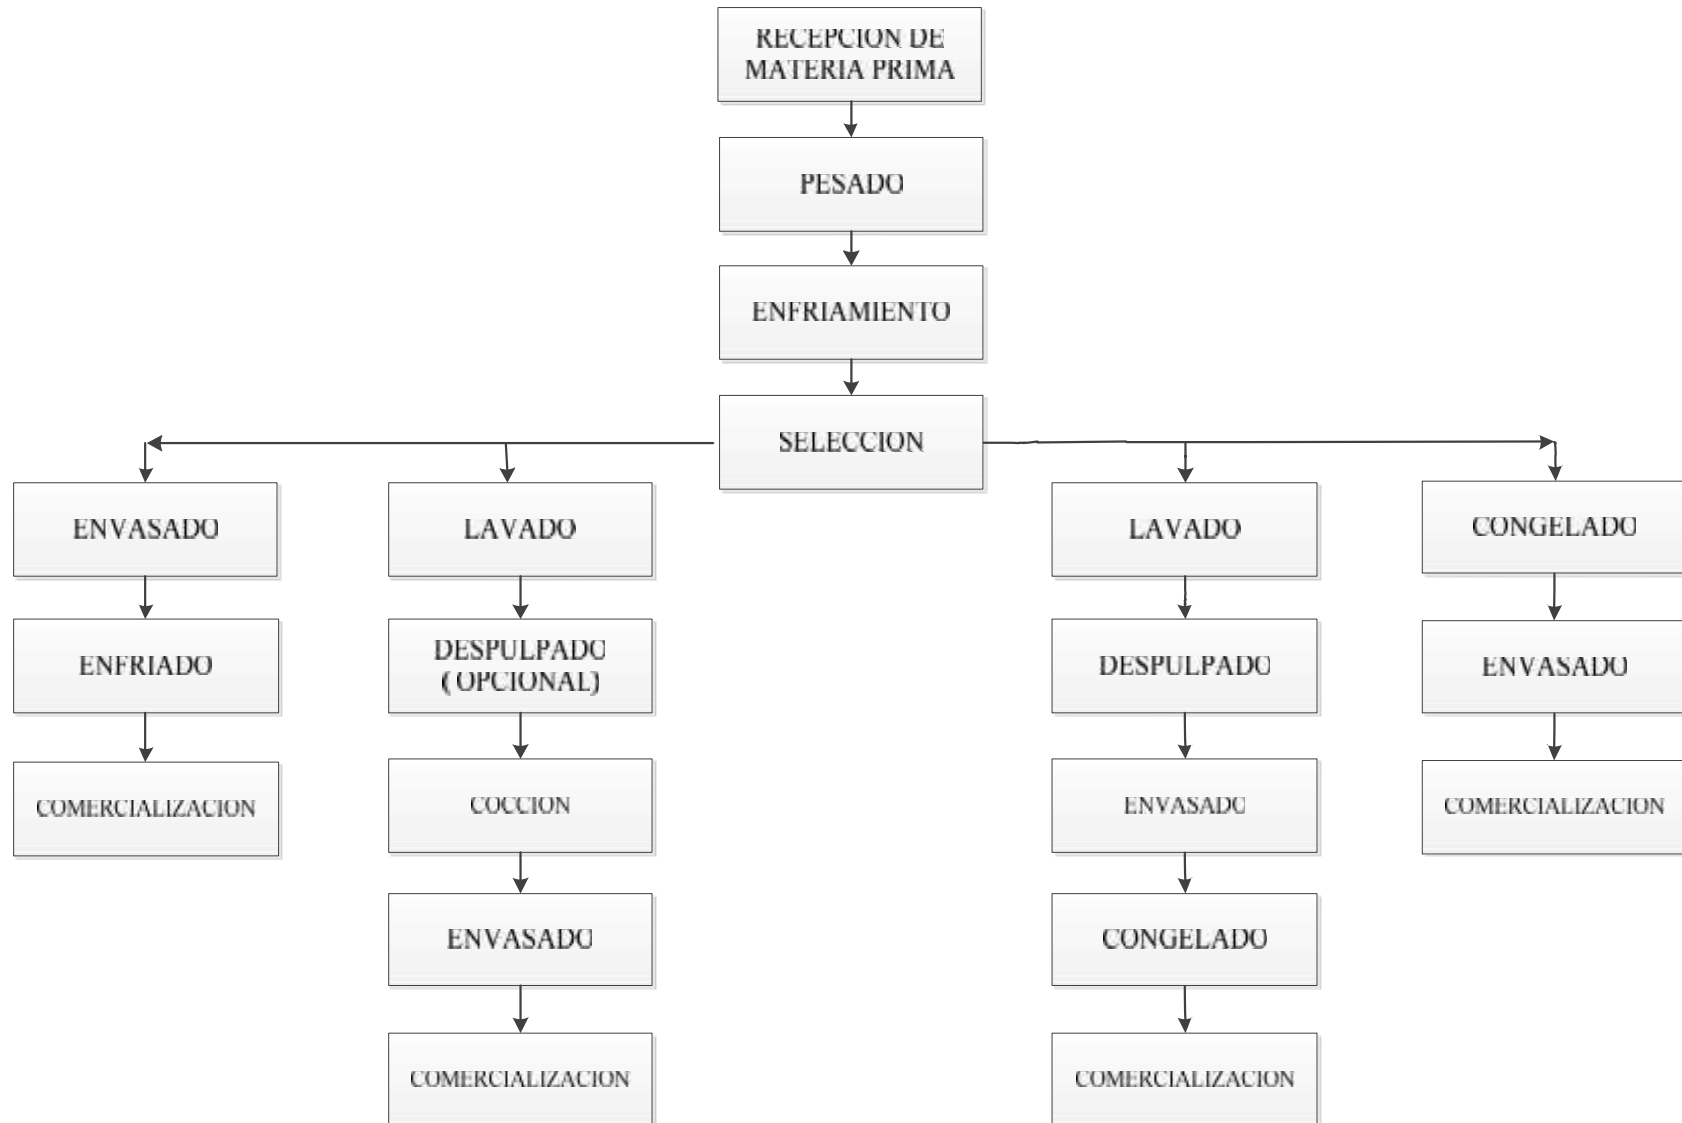 RECEPCION DE
MATERIA PRIMA
PESADO
ENFRIAMIENTO
SELECCION
ENVASADO
ENFRIADO
COMERCIALIZACION
LAVADO
DESPULPADO
( OPCIONAL)
COCCION
ENVASADO
COMERCIALIZACION
LAVADO
DESPULPADO
ENVASADO
CONGELADO
COMERCIALIZACION
CONGELADO
ENVASADO
COMERCIALIZACION